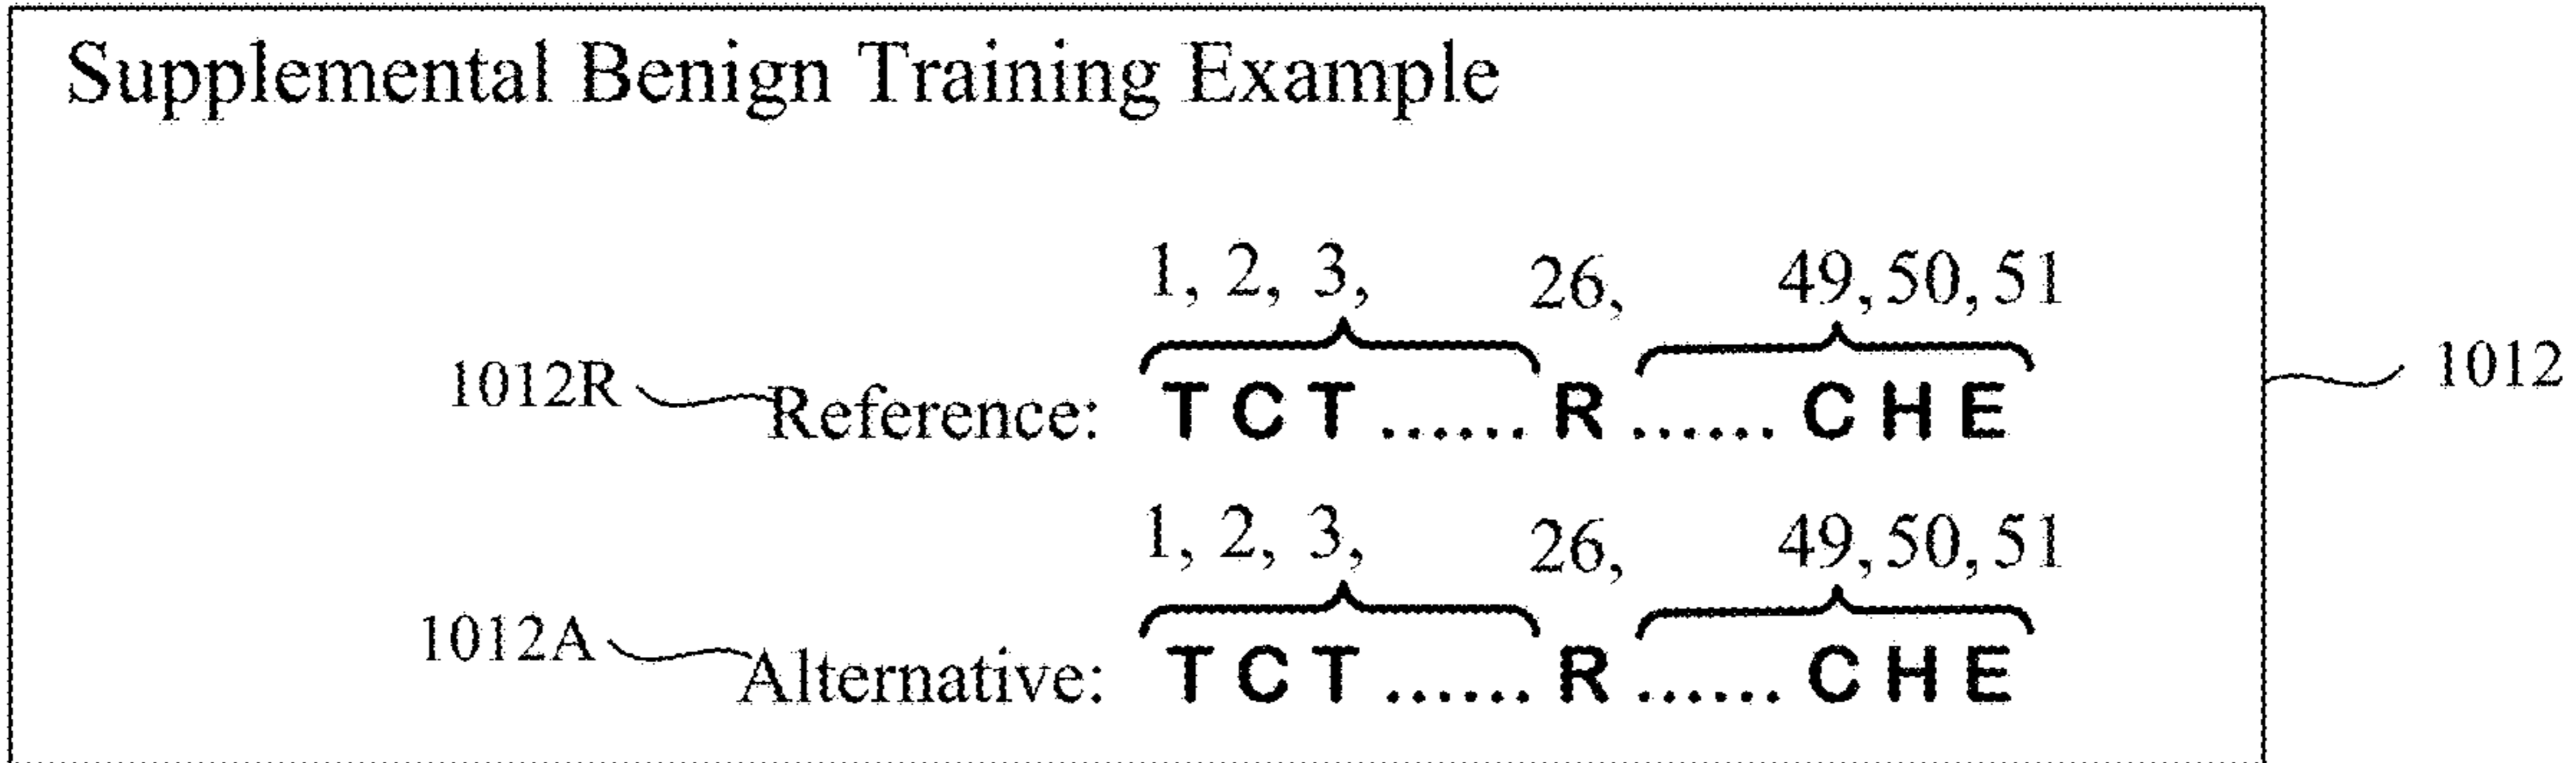 Supplemental Benign Training Example
1, 2, 3, 26, 49, 50, 51
1012R Reference: T C T ...... R ...... C H E 1012
1, 2, 3, 26, 49, 50, 51
1012A Alternative: T C T ...... R ...... C H E